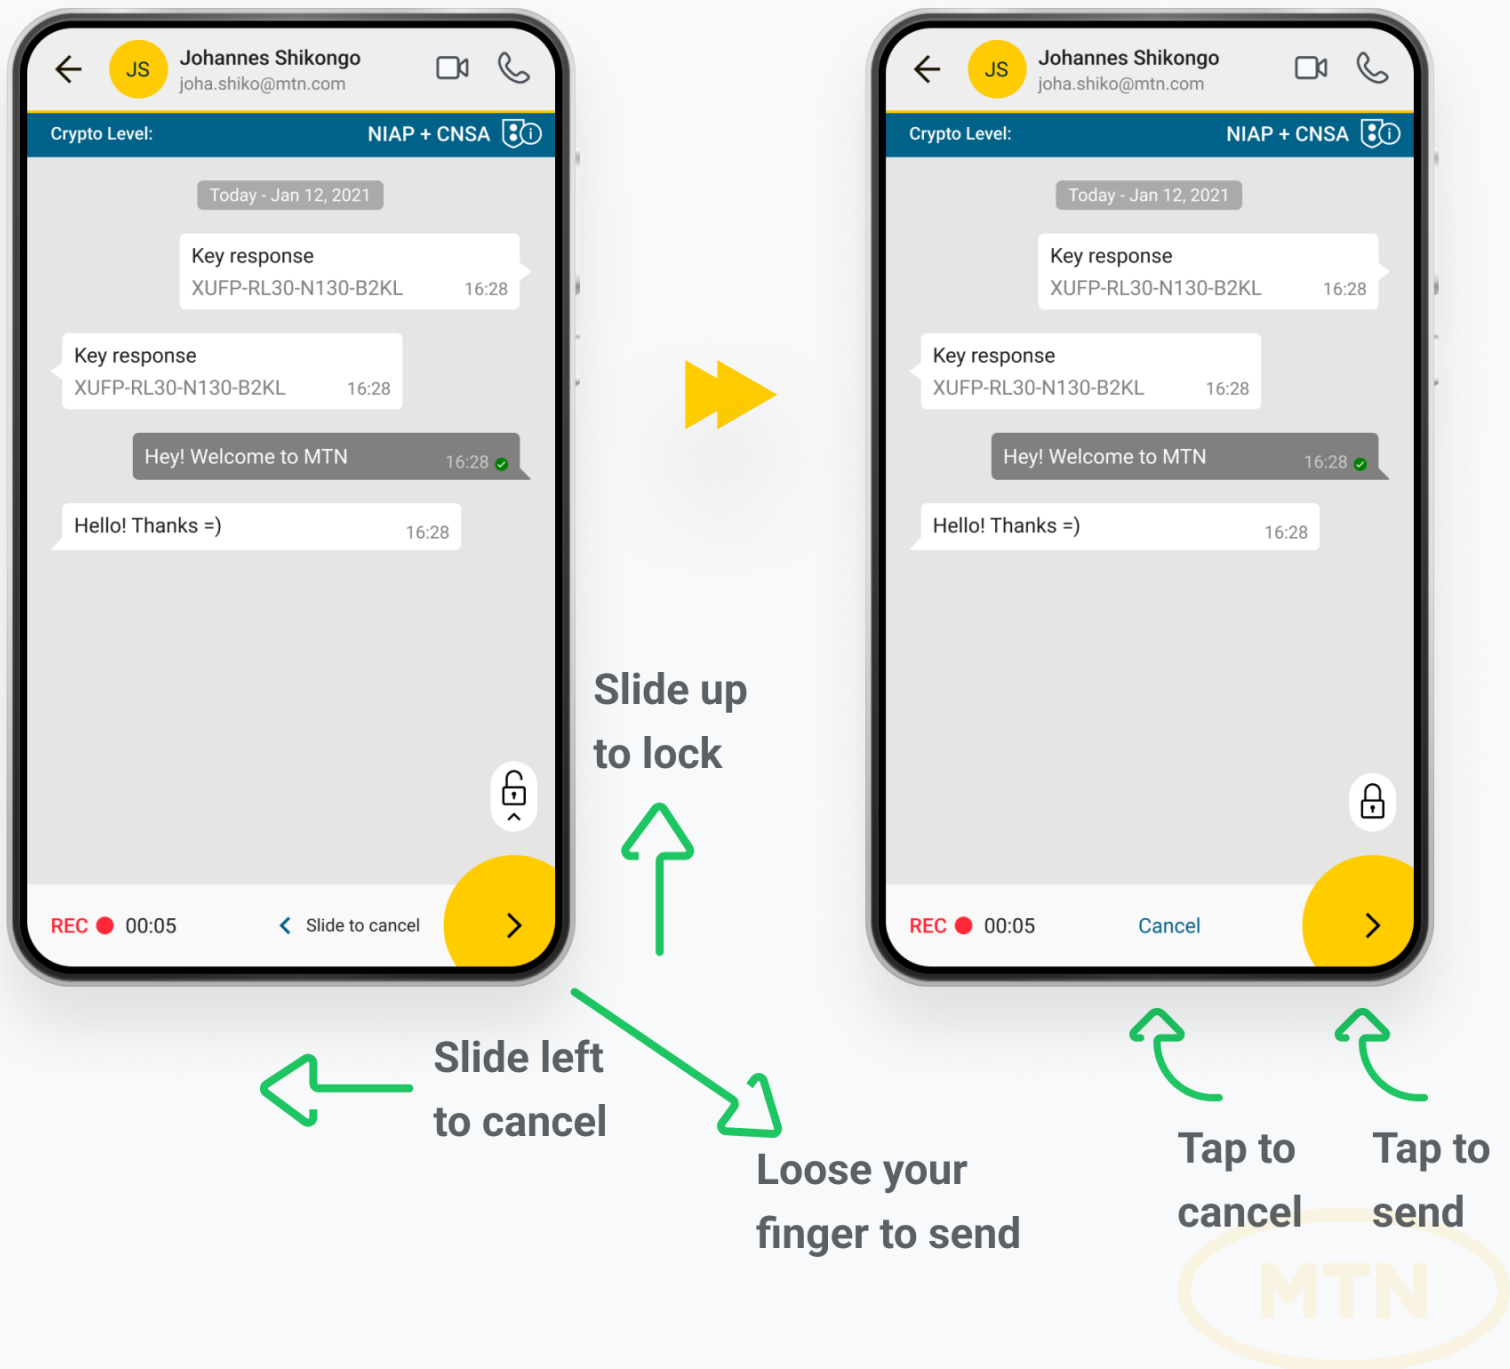 JS
Johannes Shikongo
joha.shiko@mtn.com
Crypto Level:
NIAP + CNSA
Today - Jan 12, 2021
Key response
XUFP-RL30-N130-B2KL 16:28
Key response
XUFP-RL30-N130-B2KL 16:28
Hey! Welcome to MTN 16:28
Hello! Thanks =) 16:28
REC 00:05 Slide to cancel
Slide up
to lock
Slide left
to cancel
Loose your
finger to send
JS
Johannes Shikongo
joha.shiko@mtn.com
Crypto Level:
NIAP + CNSA
Today - Jan 12, 2021
Key response
XUFP-RL30-N130-B2KL 16:28
Key response
XUFP-RL30-N130-B2KL 16:28
Hey! Welcome to MTN 16:28
Hello! Thanks =) 16:28
REC 00:05 Cancel
Tap to
cancel
Tap to
send
MTN